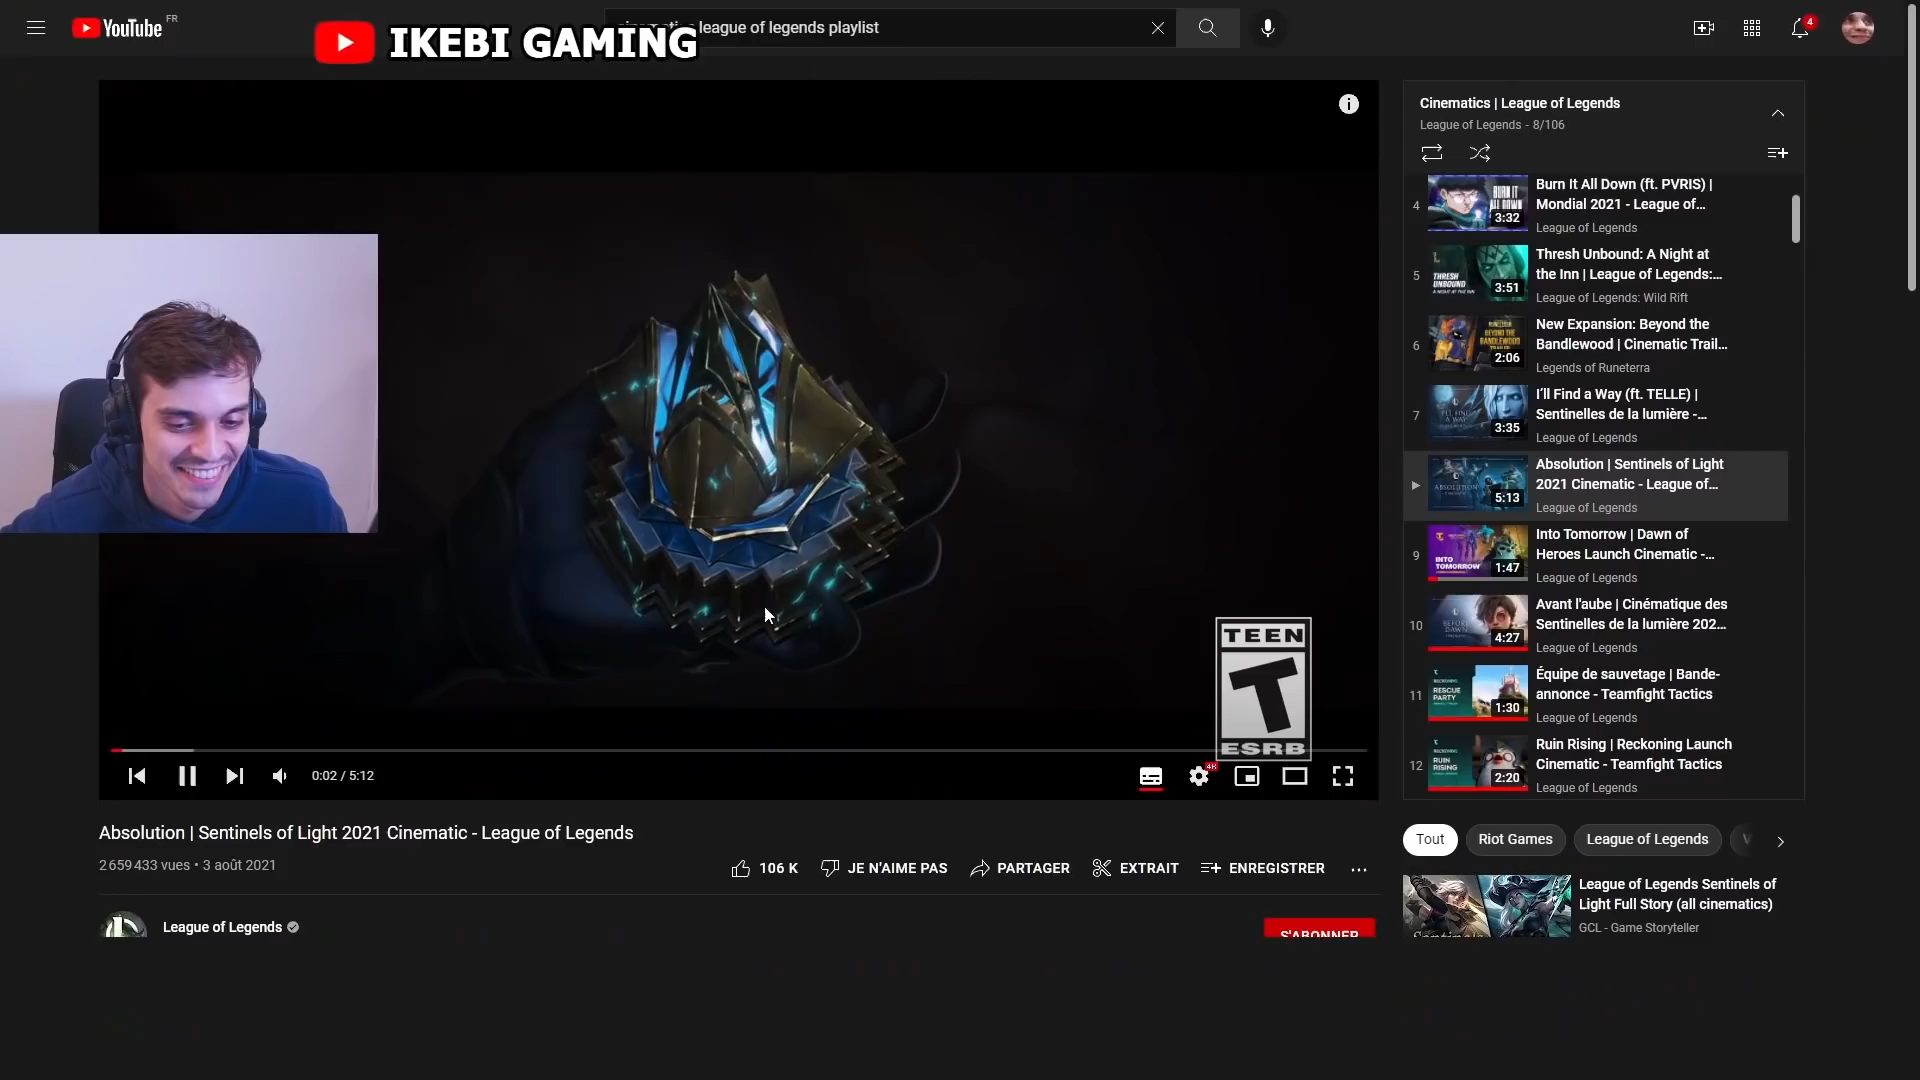 YouTube FR
IKEBI GAMING
league of legends playlist
4
Cinematics | League of Legends
League of Legends - 8/106
4
BURN IT ALL DOWN
3:32
Burn It All Down (ft. PVRIS) |
Mondial 2021 - League of...
League of Legends
5
THRESH UNBOUND
3:51
Thresh Unbound: A Night at
the Inn | League of Legends:...
League of Legends: Wild Rift
6
BEYOND THE BANDLEWOOD
2:06
New Expansion: Beyond the
Bandlewood | Cinematic Trail...
Legends of Runeterra
7
3:35
I'll Find a Way (ft. TELLE) |
Sentinelles de la lumière -...
League of Legends
ABSOLUTION
5:13
Absolution | Sentinels of Light
2021 Cinematic - League of...
League of Legends
9
INTO TOMORROW
1:47
Into Tomorrow | Dawn of
Heroes Launch Cinematic -...
League of Legends
10
BEFORE DAWN
4:27
Avant l'aube | Cinématique des
Sentinelles de la lumière 202...
League of Legends
11
RECKONING
RESCUE PARTY
1:30
Équipe de sauvetage | Bande-
annonce - Teamfight Tactics
League of Legends
12
RECKONING
RUIN RISING
2:20
Ruin Rising | Reckoning Launch
Cinematic - Teamfight Tactics
League of Legends
TEEN
T
ESRB
0:02 / 5:12
4K
Absolution | Sentinels of Light 2021 Cinematic - League of Legends
2 659 433 vues • 3 août 2021
106 K
JE N'AIME PAS
PARTAGER
EXTRAIT
ENREGISTRER
League of Legends
S'ABONNER
Tout
Riot Games
League of Legends
League of Legends Sentinels of
Light Full Story (all cinematics)
GCL - Game Storyteller